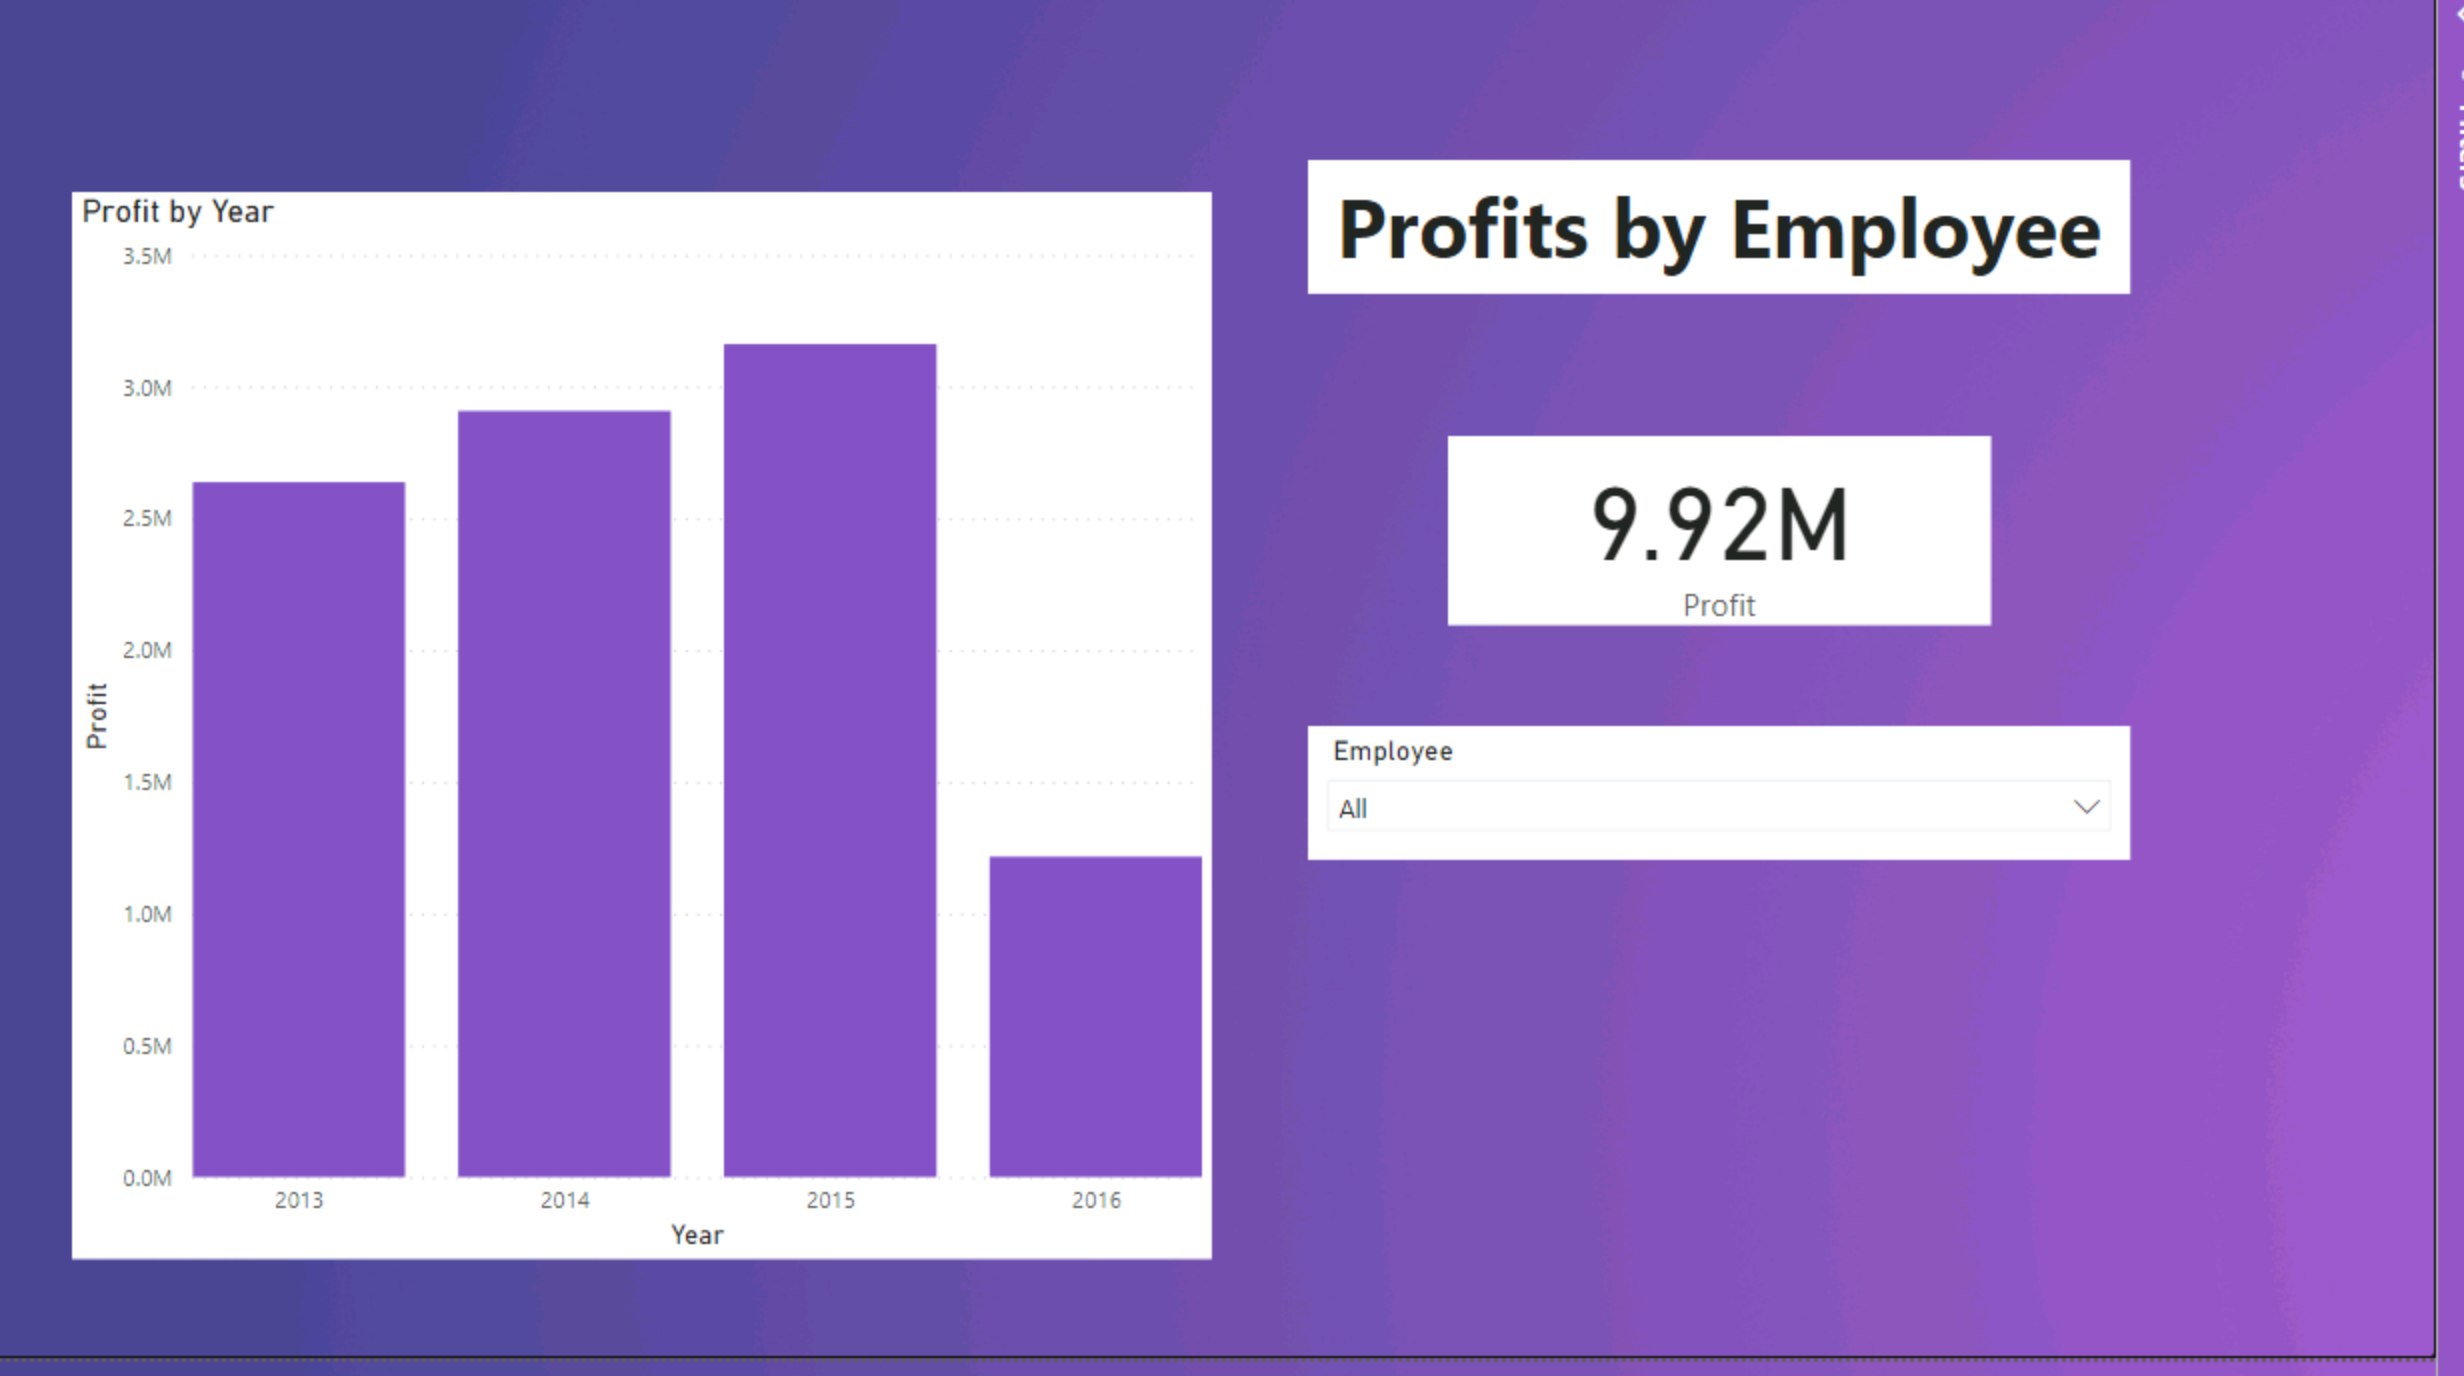 Profit by Year
3.5M
3.0M
2.5M
2.0M
1.5M
1.0M
0.5M
0.0M
Profit
2013 2014 2015 2016
Year
Profits by Employee
9.92M
Profit
Employee
All